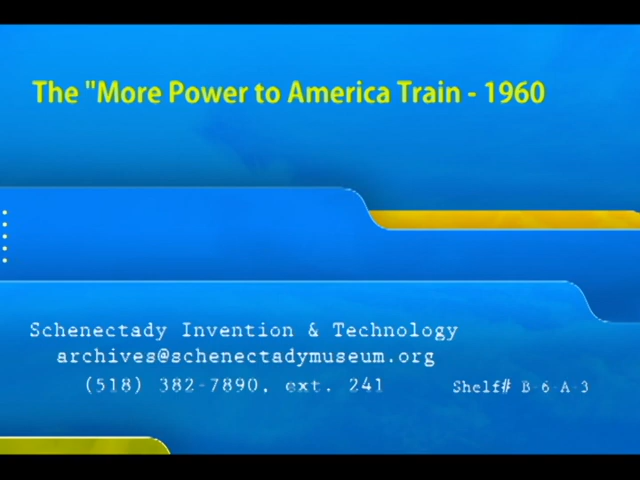 The "More Power to America Train - 1960
Schenectady Invention & Technology
archives@schenectadymuseum.org
(518) 382-7890, ext. 241
Shelf# B-6-A-3